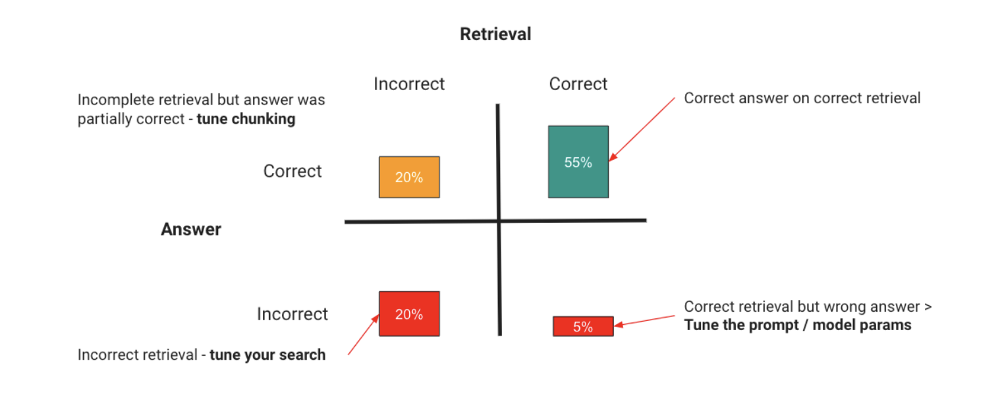 Retrieval
Incorrect
Correct
Incomplete retrieval but answer was
partially correct - tune chunking
Correct answer on correct retrieval
Correct
20%
55%
Answer
Incorrect
20%
5%
Correct retrieval but wrong answer >
Tune the prompt / model params
Incorrect retrieval - tune your search